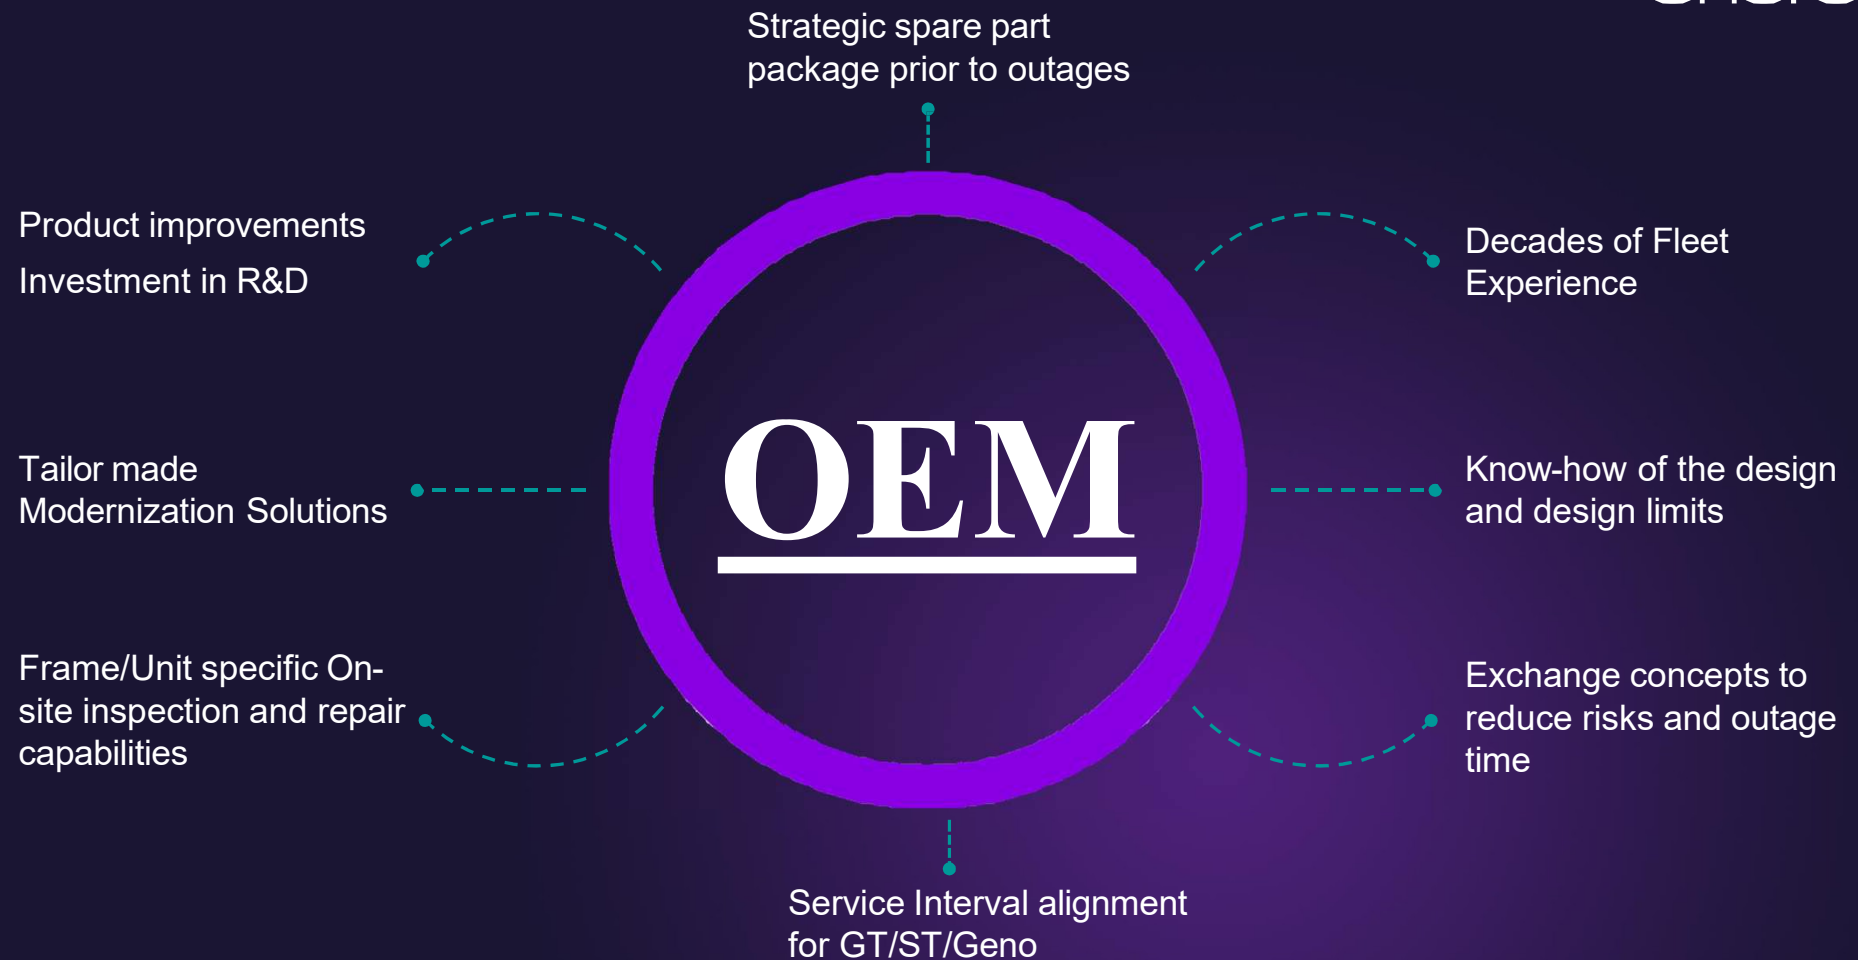 Strategic spare part
package prior to outages
Product improvements
Investment in R&D
Decades of Fleet
Experience
Tailor made
Modernization Solutions
OEM
Know-how of the design
and design limits
Frame/Unit specific On-
site inspection and repair
capabilities
Exchange concepts to
reduce risks and outage
time
Service Interval alignment
for GT/ST/Geno